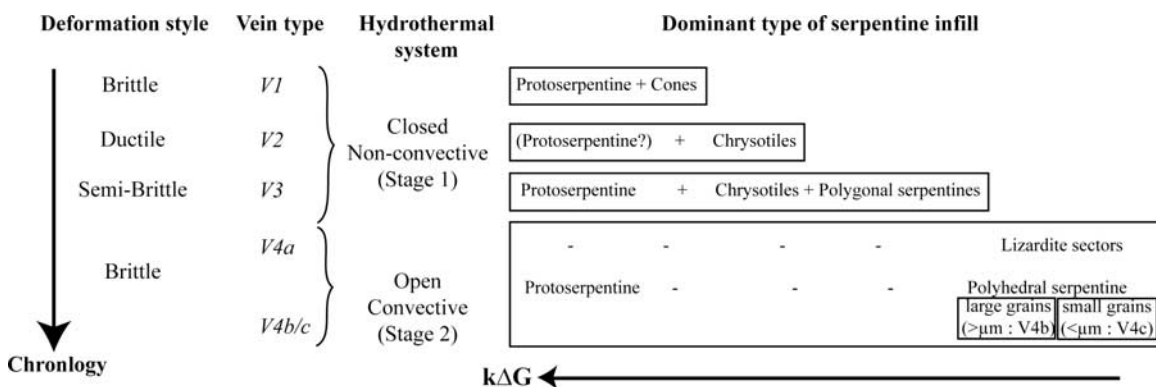 Deformation style Vein type Hydrothermal system Dominant type of serpentine infill
Brittle V1 Protoserpentine + Cones
Ductile V2 Closed (Protoserpentine?) + Chrysotiles
Non-convective
Semi-Brittle V3 (Stage 1) Protoserpentine + Chrysotiles + Polygonal serpentines
V4a - - - - Lizardite sectors
Brittle
Open Protoserpentine - - - Polyhedral serpentine
Convective large grains small grains
V4b/c (Stage 2) (>µm : V4b) (<µm : V4c)
Chronlogy
kΔG